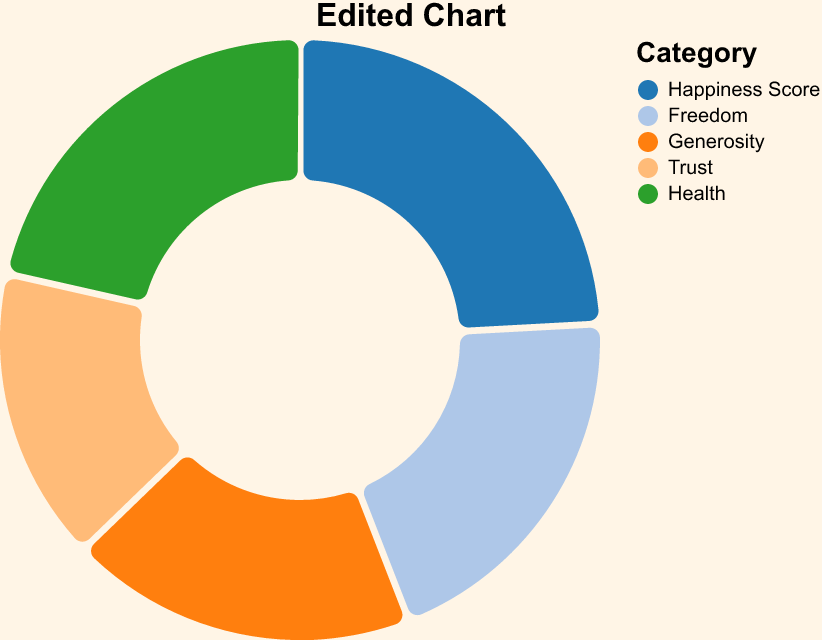 Edited Chart
Category
Happiness Score
Freedom
Generosity
Trust
Health